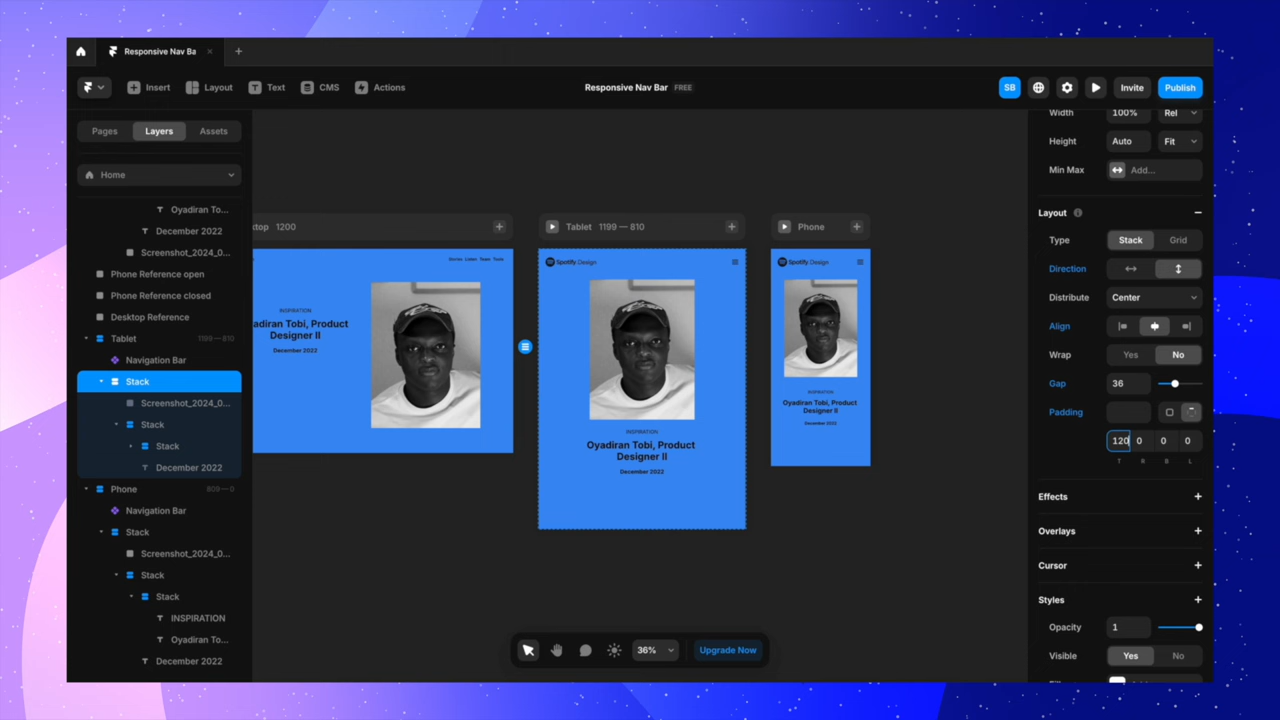 Responsive Nav Ba
Insert
Layout
Text
CMS
Actions
Responsive Nav Bar FREE
SB
Invite
Publish
Pages
Layers
Assets
Home
Oyadiran To...
December 2022
Screenshot_2024_0...
Phone Reference open
Phone Reference closed
Desktop Reference
Tablet 1199—810
Navigation Bar
Stack
Screenshot_2024_0...
Stack
Stack
December 2022
Phone 809—0
Navigation Bar
Stack
Screenshot_2024_0...
Stack
Stack
INSPIRATION
Oyadiran To...
December 2022
ktop 1200
Stories Listen Team Tools
INSPIRATION
adiran Tobi, Product
Designer II
December 2022
Tablet 1199 — 810
Spotify.Design
INSPIRATION
Oyadiran Tobi, Product
Designer II
December 2022
Phone
Spotify.Design
INSPIRATION
Oyadiran Tobi, Product
Designer II
December 2022
36%
Upgrade Now
Width 100% Rel
Height Auto Fit
Min Max Add...
Layout
Type Stack Grid
Direction
Distribute Center
Align
Wrap Yes No
Gap 36
Padding
120 0 0 0
T R B L
Effects
Overlays
Cursor
Styles
Opacity 1
Visible Yes No